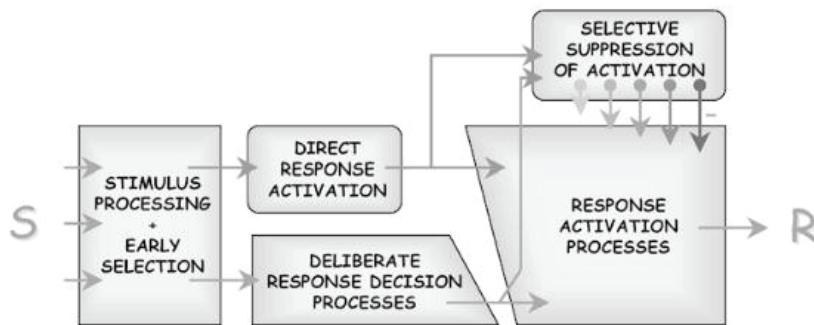 SELECTIVE
SUPPRESSION
OF ACTIVATION
–
S
STIMULUS
PROCESSING
+
EARLY
SELECTION
DIRECT
RESPONSE
ACTIVATION
DELIBERATE
RESPONSE DECISION
PROCESSES
RESPONSE
ACTIVATION
PROCESSES
R